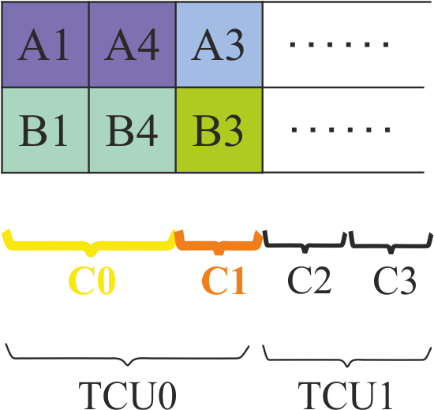 A1 A4 A3 ······
B1 B4 B3 ······
C0 C1 C2 C3
TCU0 TCU1